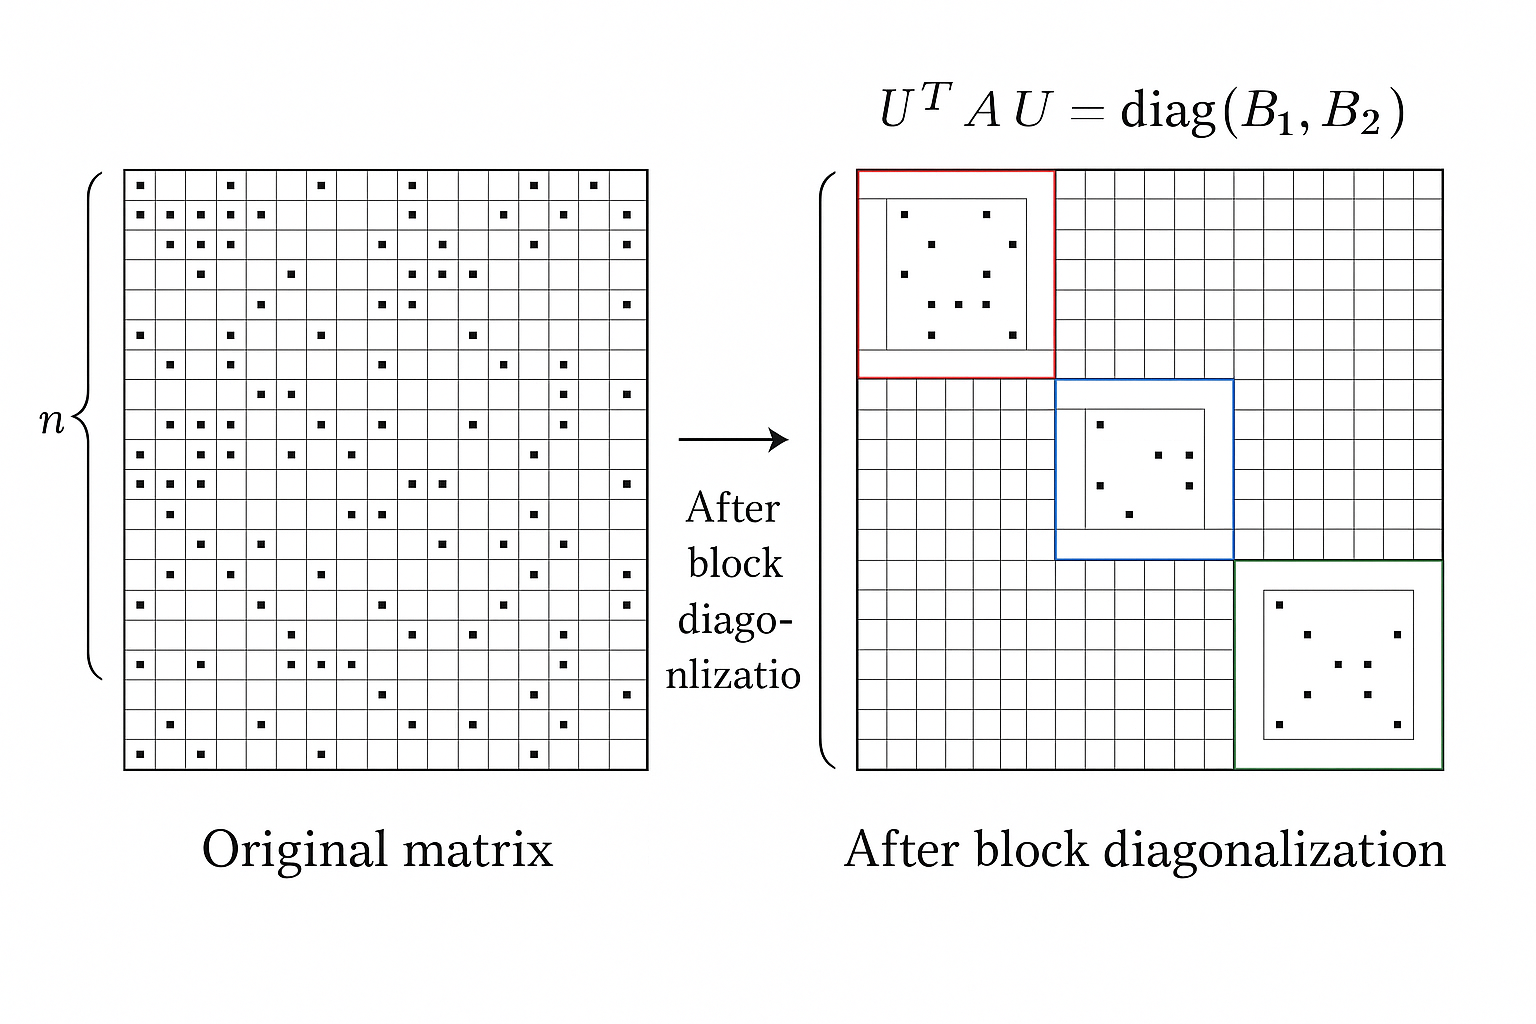 U^T A U = diag(B₁, B₂)
n
After
block
diago-
nlizatio
Original matrix
After block diagonalization